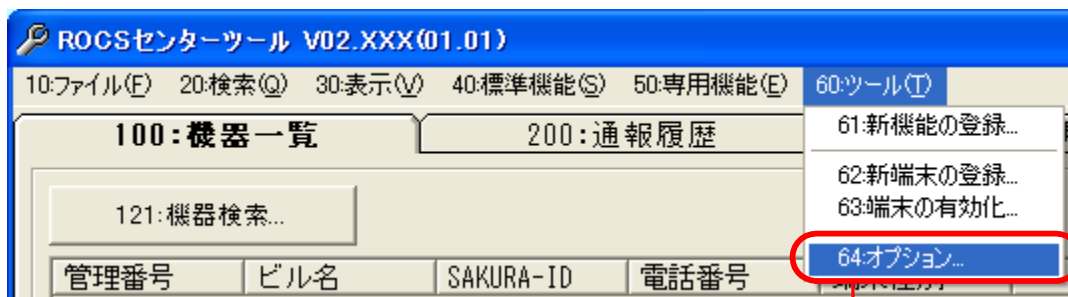 ROCSセンターツール V02.XXX(01.01)
10:ファイル(F) 20:検索(Q) 30:表示(V) 40:標準機能(S) 50:専用機能(E) 60:ツール(T)
100:機器一覧 200:通報履歴
61:新機能の登録...
62:新端末の登録...
63:端末の有効化...
64:オプション...
121:機器検索...
管理番号 ビル名 SAKURA-ID 電話番号